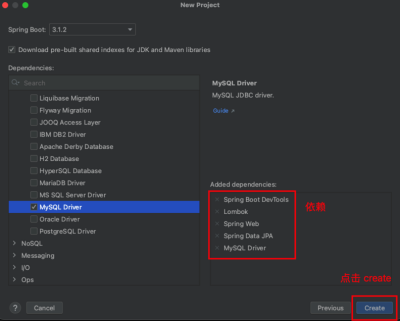 New Project
Spring Boot: 3.1.2
Download pre-built shared indexes for JDK and Maven libraries
Dependencies:
Search
Liquibase Migration
Flyway Migration
JOOQ Access Layer
IBM DB2 Driver
Apache Derby Database
H2 Database
HyperSQL Database
MariaDB Driver
MS SQL Server Driver
MySQL Driver
Oracle Driver
PostgreSQL Driver
NoSQL
Messaging
I/O
Ops
MySQL Driver
MySQL JDBC driver.
Guide ↗
Added dependencies:
× Spring Boot DevTools
× Lombok
× Spring Web
× Spring Data JPA
× MySQL Driver
依赖
点击 create
?
Cancel
Previous
Create